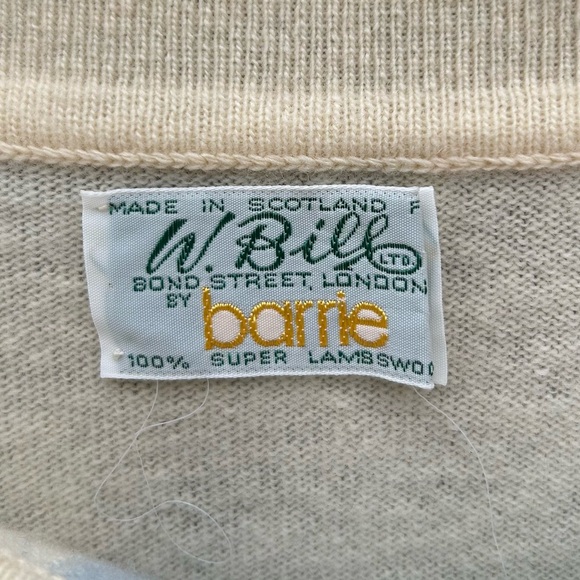 MADE IN SCOTLAND F
W. Bill LTD
BOND STREET, LONDON
BY barrie
100% SUPER LAMBSWOO